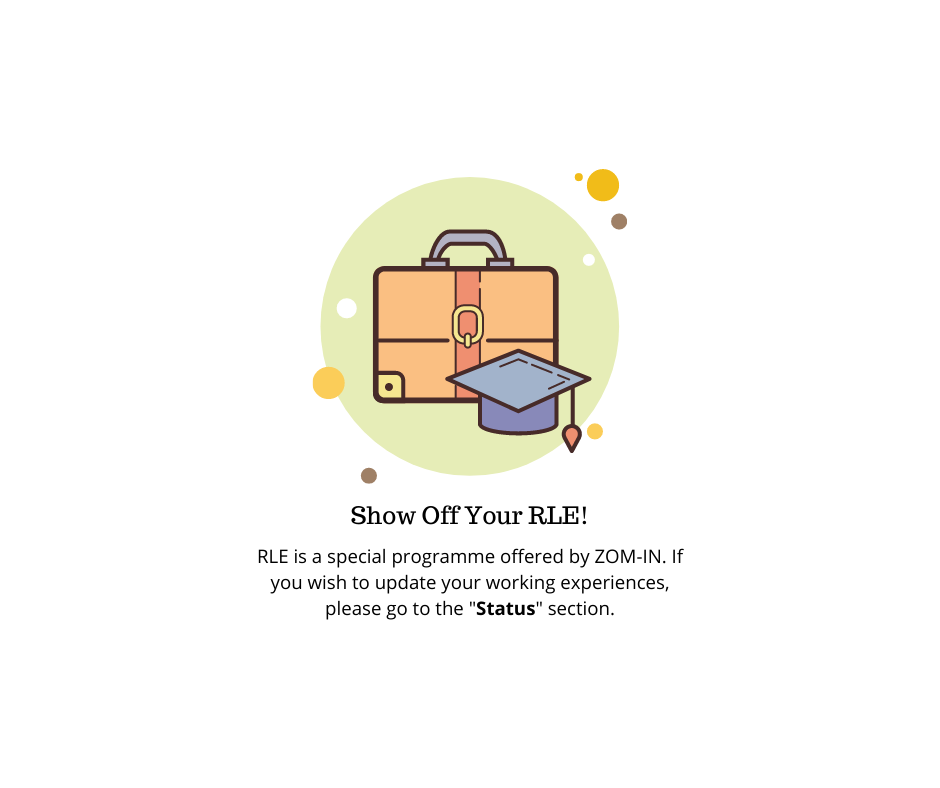 Show Off Your RLE!
RLE is a special programme offered by ZOM-IN. If
you wish to update your working experiences,
please go to the "Status" section.